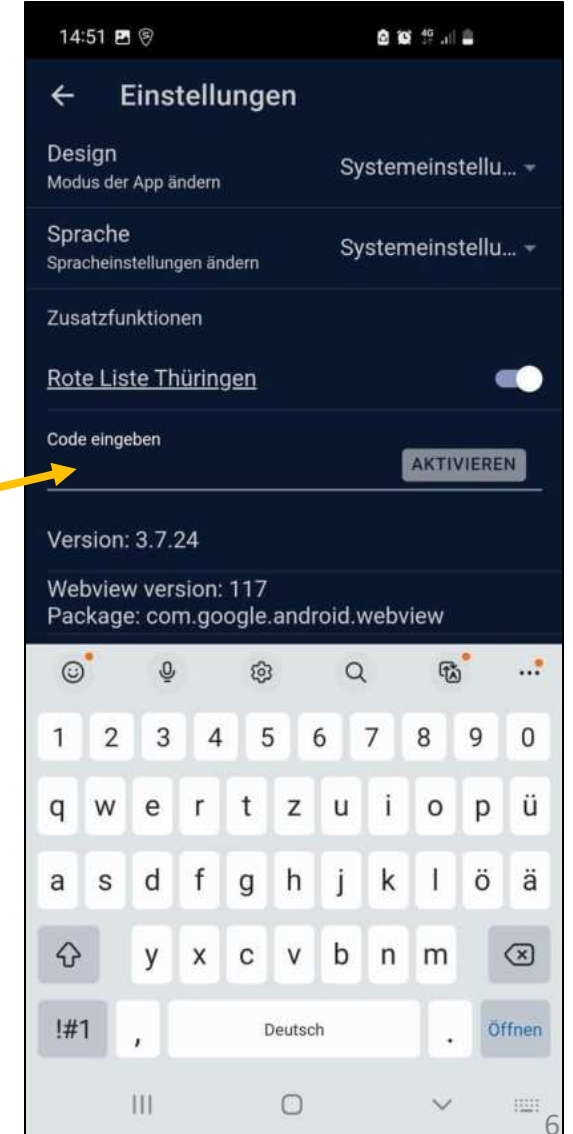 14:51
4G
Einstellungen
Design
Modus der App ändern
Systemeinstellu...
Sprache
Spracheinstellungen ändern
Systemeinstellu...
Zusatzfunktionen
Rote Liste Thüringen
Code eingeben
AKTIVIEREN
Version: 3.7.24
Webview version: 117
Package: com.google.android.webview
1 2 3 4 5 6 7 8 9 0
q w e r t z u i o p ü
a s d f g h j k l ö ä
y x c v b n m
!#1 , Deutsch . Öffnen
6